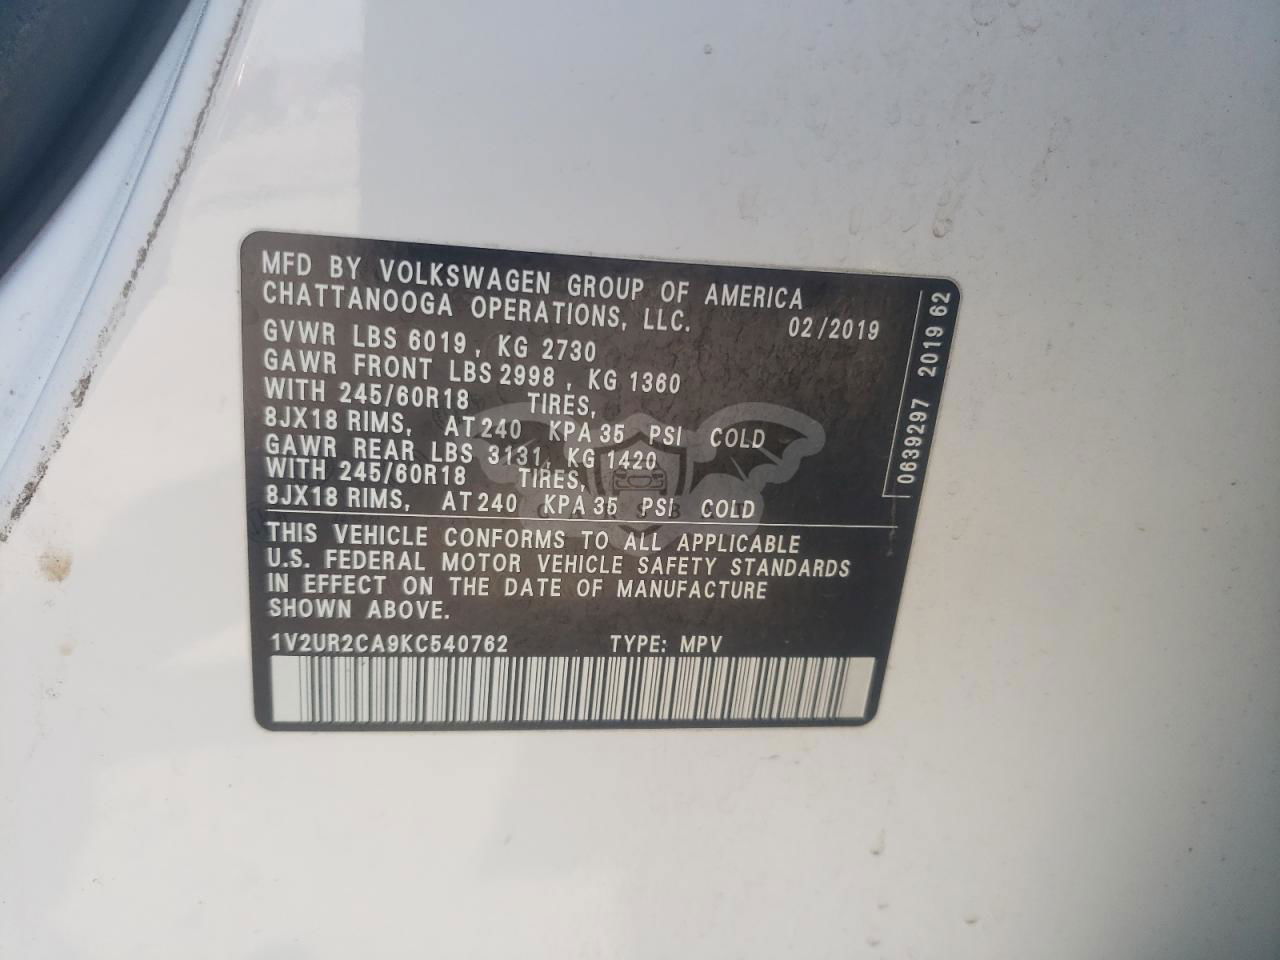 MFD BY VOLKSWAGEN GROUP OF AMERICA
CHATTANOOGA OPERATIONS, LLC. 02/2019
GVWR LBS 6019, KG 2730
GAWR FRONT LBS 2998, KG 1360
WITH 245/60R18 TIRES,
8JX18 RIMS, AT 240 KPA 35 PSI COLD
GAWR REAR LBS 3131, KG 1420
WITH 245/60R18 TIRES,
8JX18 RIMS, AT 240 KPA 35 PSI COLD
THIS VEHICLE CONFORMS TO ALL APPLICABLE
U.S. FEDERAL MOTOR VEHICLE SAFETY STANDARDS
IN EFFECT ON THE DATE OF MANUFACTURE
SHOWN ABOVE.
1V2UR2CA9KC540762 TYPE: MPV
0639297 2019 62